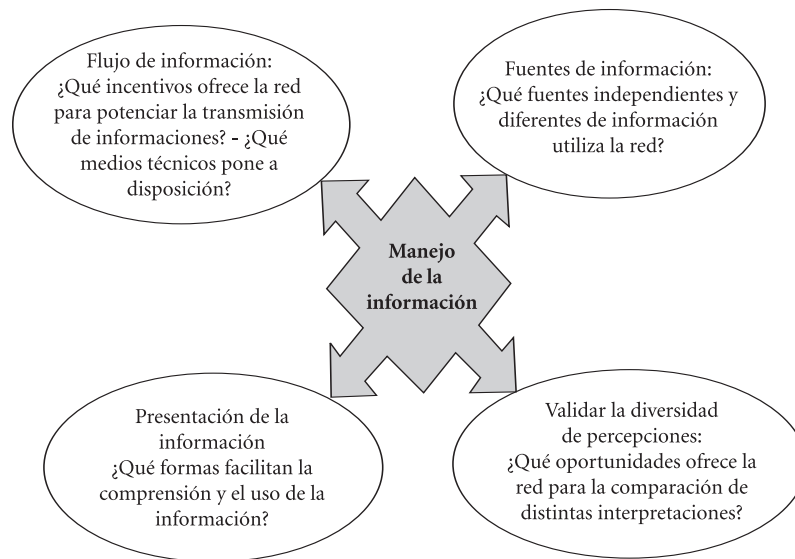 Flujo de información:
¿Qué incentivos ofrece la red
para potenciar la transmisión
de informaciones? - ¿Qué
medios técnicos pone a
disposición?
Fuentes de información:
¿Qué fuentes independientes y
diferentes de información
utiliza la red?
Manejo
de la
información
Presentación de la
información
¿Qué formas facilitan la
comprensión y el uso de la
información?
Validar la diversidad
de percepciones:
¿Qué oportunidades ofrece la
red para la comparación de
distintas interpretaciones?